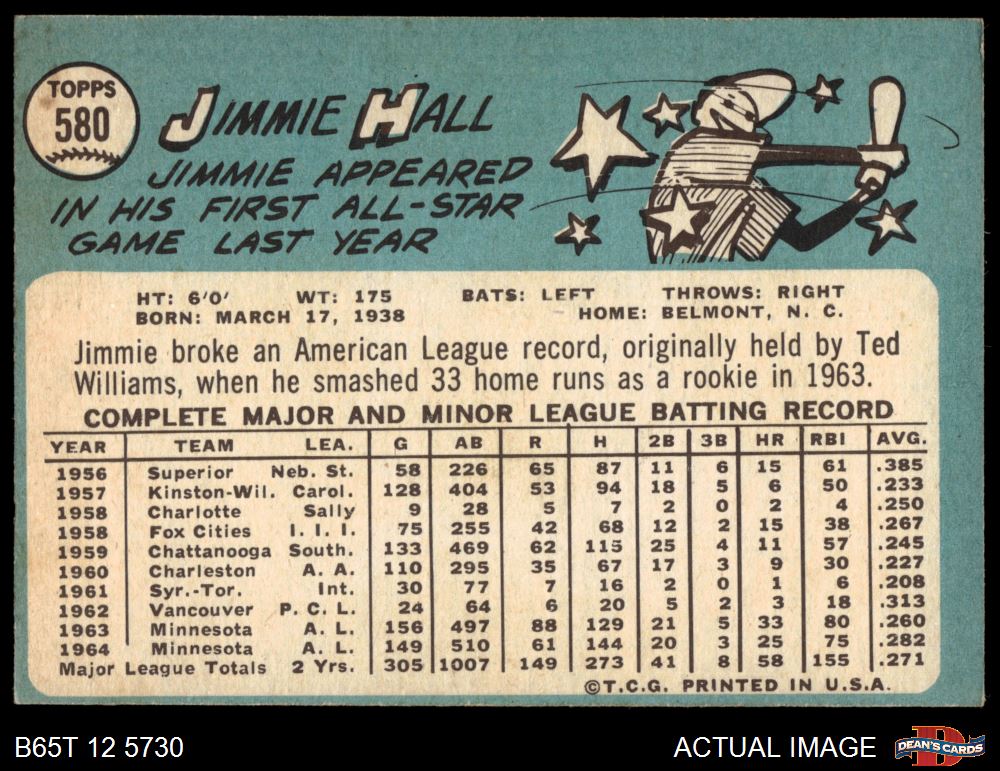 TOPPS
580
JIMMIE HALL
JIMMIE APPEARED
IN HIS FIRST ALL-STAR
GAME LAST YEAR
HT: 6'0' WT: 175 BATS: LEFT THROWS: RIGHT
BORN: MARCH 17, 1938 HOME: BELMONT, N. C.
Jimmie broke an American League record, originally held by Ted
Williams, when he smashed 33 home runs as a rookie in 1963.
COMPLETE MAJOR AND MINOR LEAGUE BATTING RECORD
YEAR TEAM LEA. G AB R H 2B 3B HR RBI AVG.
1956 Superior Neb. St. 58 226 65 87 11 6 15 61 .385
1957 Kinston-Wil. Carol. 128 404 53 94 18 5 6 50 .233
1958 Charlotte Sally 9 28 5 7 2 0 2 4 .250
1958 Fox Cities I. I. I. 75 255 42 68 12 2 15 38 .267
1959 Chattanooga South. 133 469 62 115 25 4 11 57 .245
1960 Charleston A. A. 110 295 35 67 17 3 9 30 .227
1961 Syr.-Tor. Int. 30 77 7 16 2 0 1 6 .208
1962 Vancouver P. C. L. 24 64 6 20 5 2 3 18 .313
1963 Minnesota A. L. 156 497 88 129 21 5 33 80 .260
1964 Minnesota A. L. 149 510 61 144 20 3 25 75 .282
Major League Totals 2 Yrs. 305 1007 149 273 41 8 58 155 .271
©T.C.G. PRINTED IN U.S.A.
B65T 12 5730 ACTUAL IMAGE DEAN'S CARDS